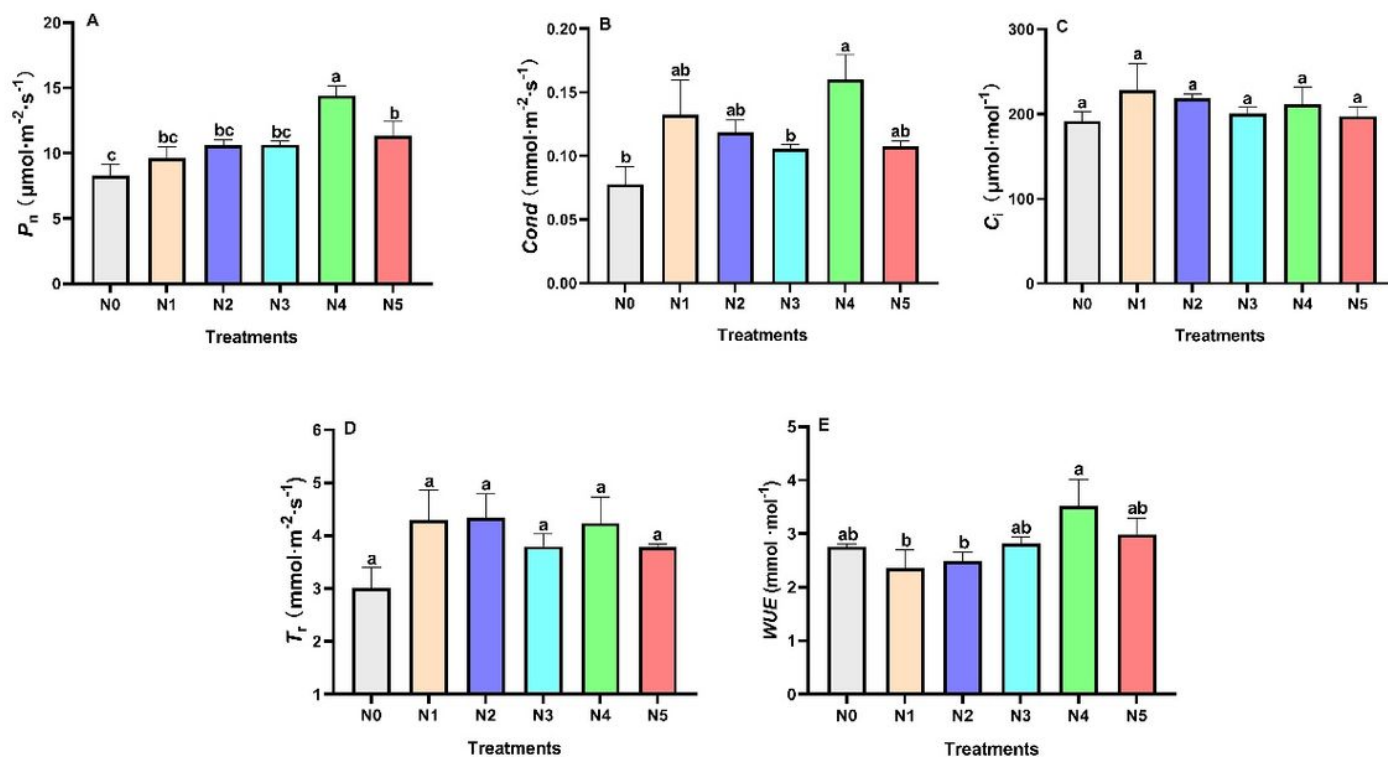 A
Pn (μmol·m-2·s-1)
20
15
10
5
0
c
bc
bc
bc
a
b
N0 N1 N2 N3 N4 N5
Treatments
B
Cond (mmol·m-2·s-1)
0.20
0.15
0.10
0.05
0.00
b
ab
ab
b
a
ab
N0 N1 N2 N3 N4 N5
Treatments
C
Ci (μmol·mol-1)
300
200
100
0
a
a
a
a
a
a
N0 N1 N2 N3 N4 N5
Treatments
D
Tr (mmol·m-2·s-1)
6
5
4
3
2
1
a
a
a
a
a
a
N0 N1 N2 N3 N4 N5
Treatments
E
WUE (mmol·mol-1)
5
4
3
2
1
0
ab
b
b
ab
a
ab
N0 N1 N2 N3 N4 N5
Treatments